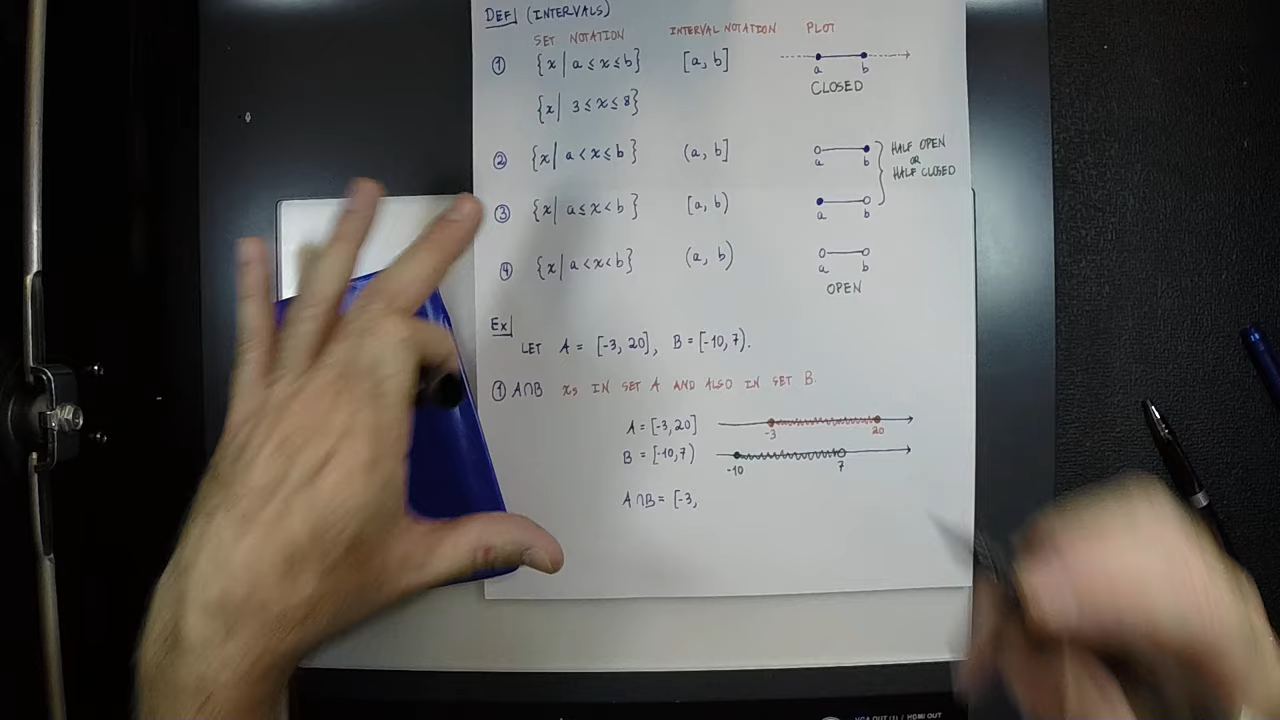 DEF (INTERVALS)
SET NOTATION INTERVAL NOTATION PLOT
① {x | a ≤ x ≤ b} [a, b] a b
CLOSED
{x | 3 ≤ x ≤ 8}
② {x | a < x ≤ b} (a, b] a b
HALF OPEN
OR
HALF CLOSED
③ {x | a ≤ x < b} [a, b) a b
④ {x | a < x < b} (a, b) a b
OPEN
Ex
LET A = [-3, 20], B = [-10, 7).
① A∩B xs IN SET A AND ALSO IN SET B.
A = [-3, 20] -3 20
B = [-10, 7) -10 7
A∩B = [-3,